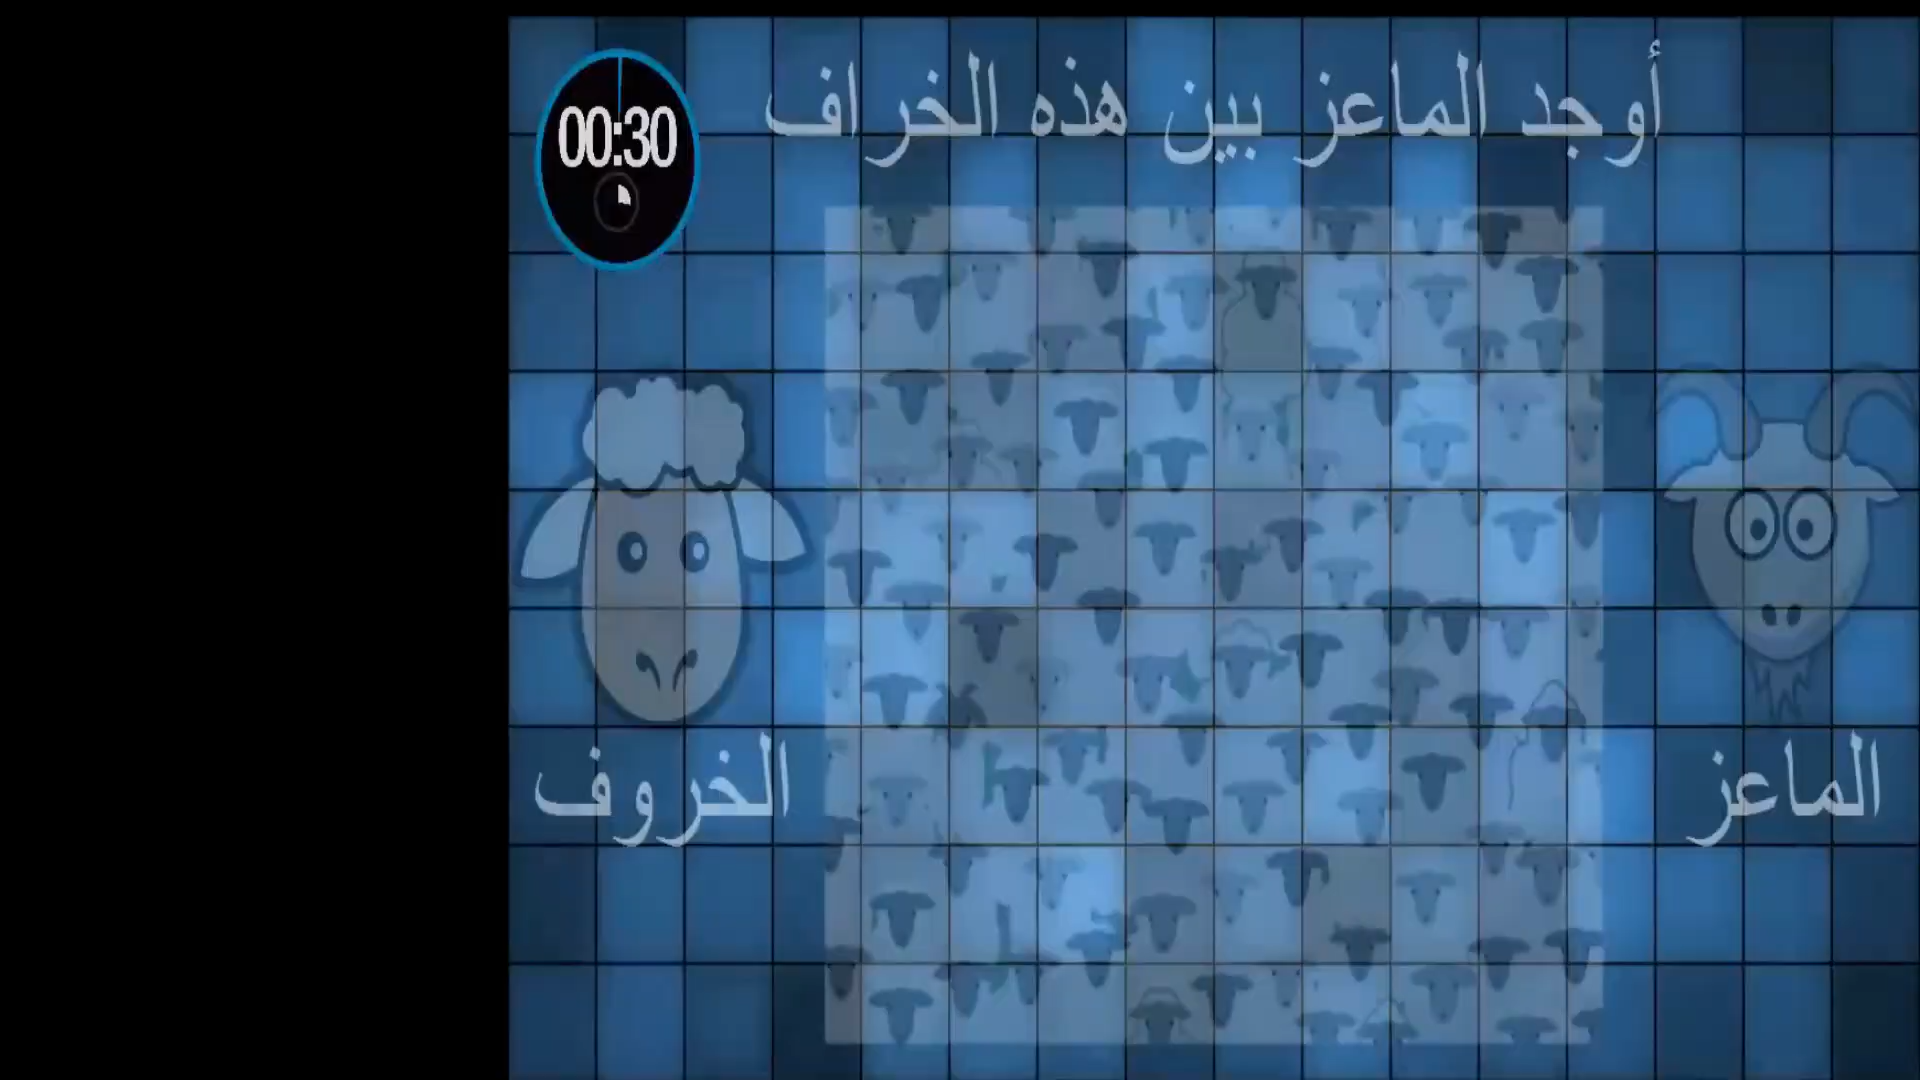 أوجد الماعز بين هذه الخراف
00:30
الماعز
الخروف